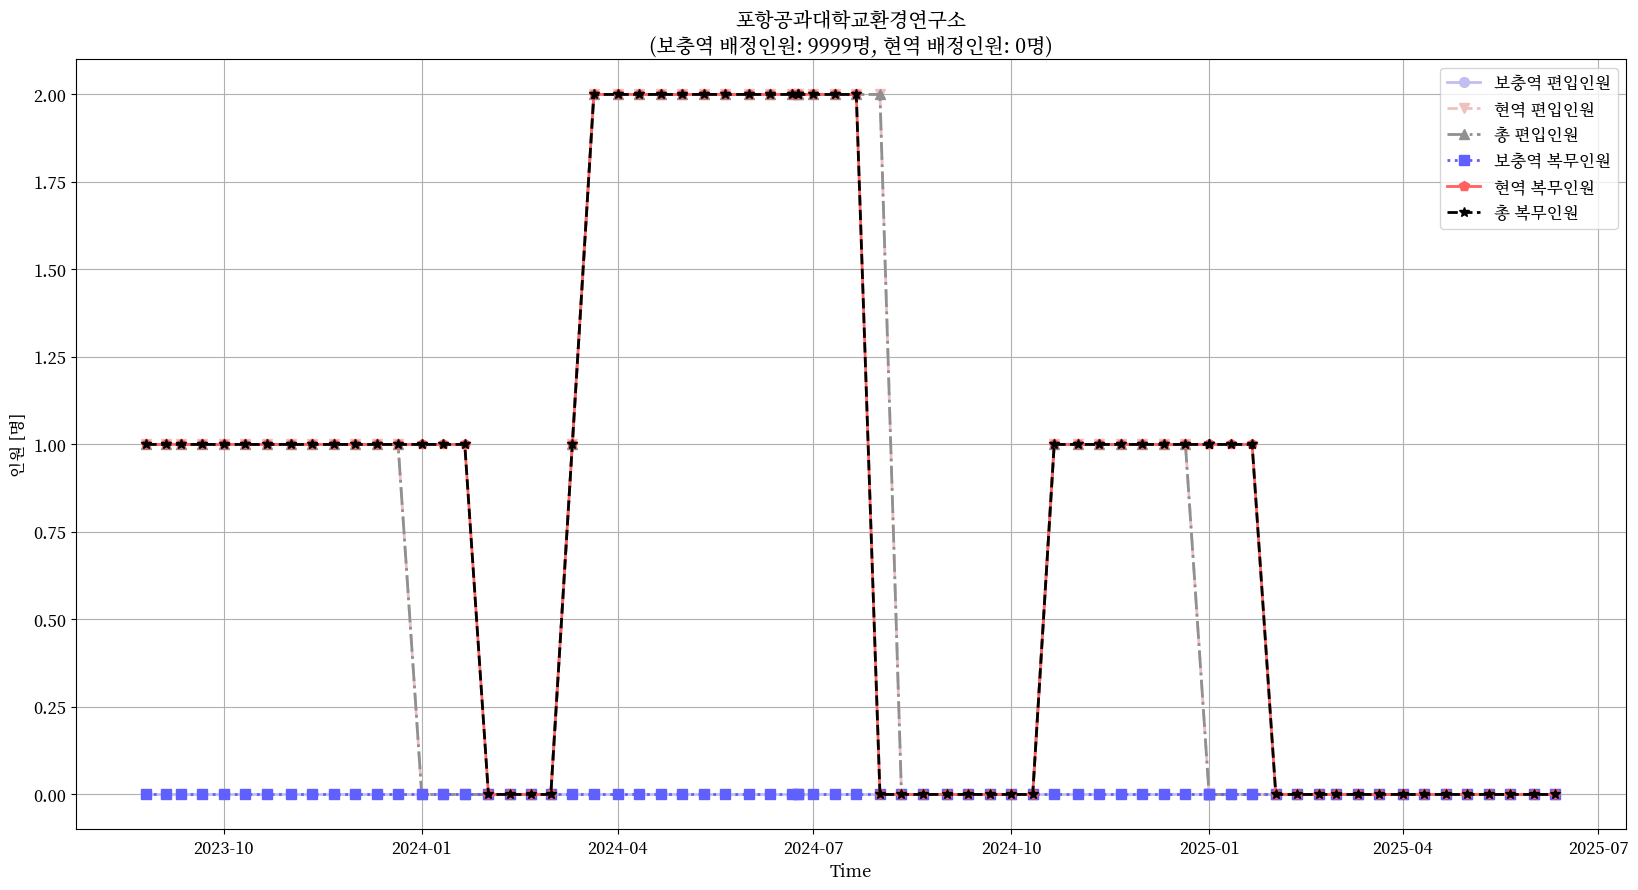 포항공과대학교환경연구소
(보충역 배정인원: 9999명, 현역 배정인원: 0명)
보충역 편입인원
현역 편입인원
총 편입인원
보충역 복무인원
현역 복무인원
총 복무인원
2.00
1.75
1.50
1.25
1.00
0.75
0.50
0.25
0.00
인원 [명]
2023-10
2024-01
2024-04
2024-07
2024-10
2025-01
2025-04
2025-07
Time